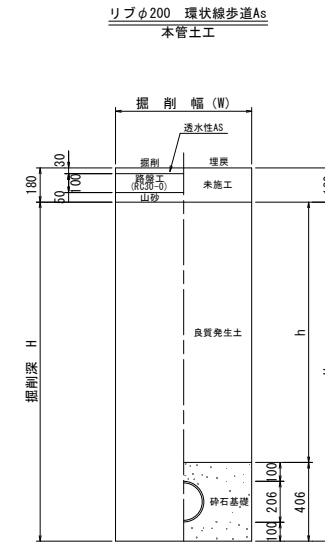 リブφ200 環状線歩道As
本管土工
掘 削 幅 (W)
透水性AS
掘削 埋戻
30
180
100
50
路盤工
(RC30-0)
未施工
山砂
掘削深 H
良質発生土
h
砕石基礎
100
206
100
406